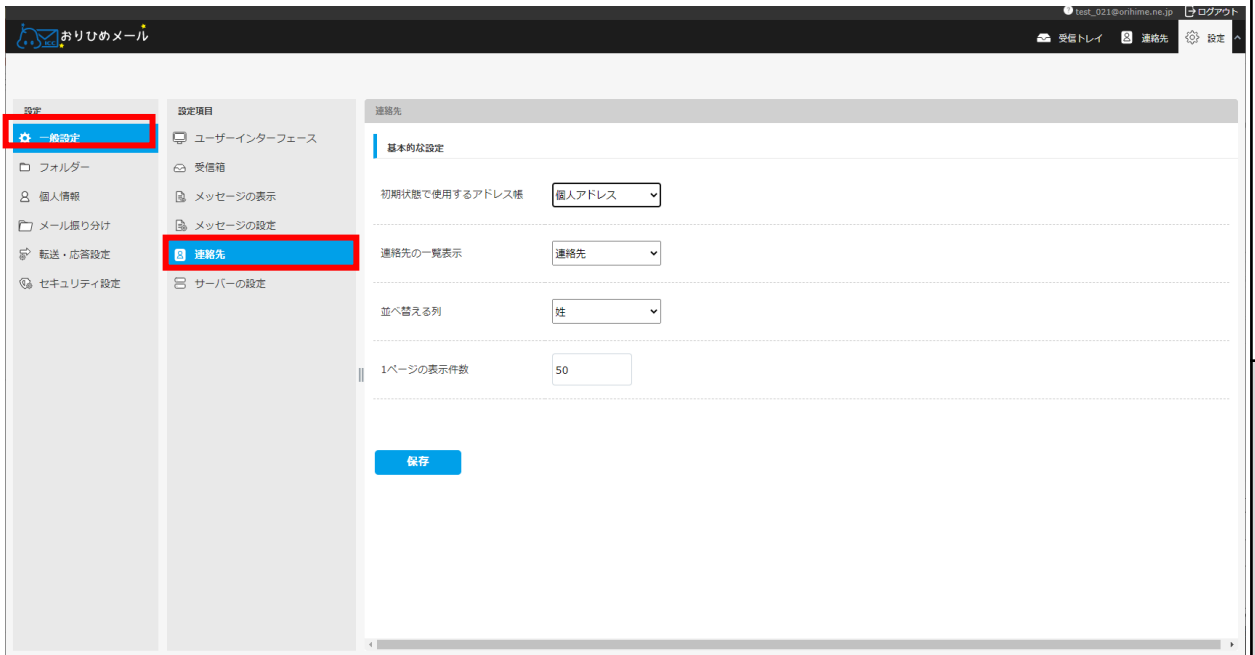 test_021@orihime.ne.jp ログアウト
おりひめメール
ICC
受信トレイ 連絡先 設定
設定
一般設定
フォルダー
個人情報
メール振り分け
転送・応答設定
セキュリティ設定
設定項目
ユーザーインターフェース
受信箱
メッセージの表示
メッセージの設定
連絡先
サーバーの設定
連絡先
基本的な設定
初期状態で使用するアドレス帳 個人アドレス
連絡先の一覧表示 連絡先
並べ替える列 姓
1ページの表示件数 50
保存